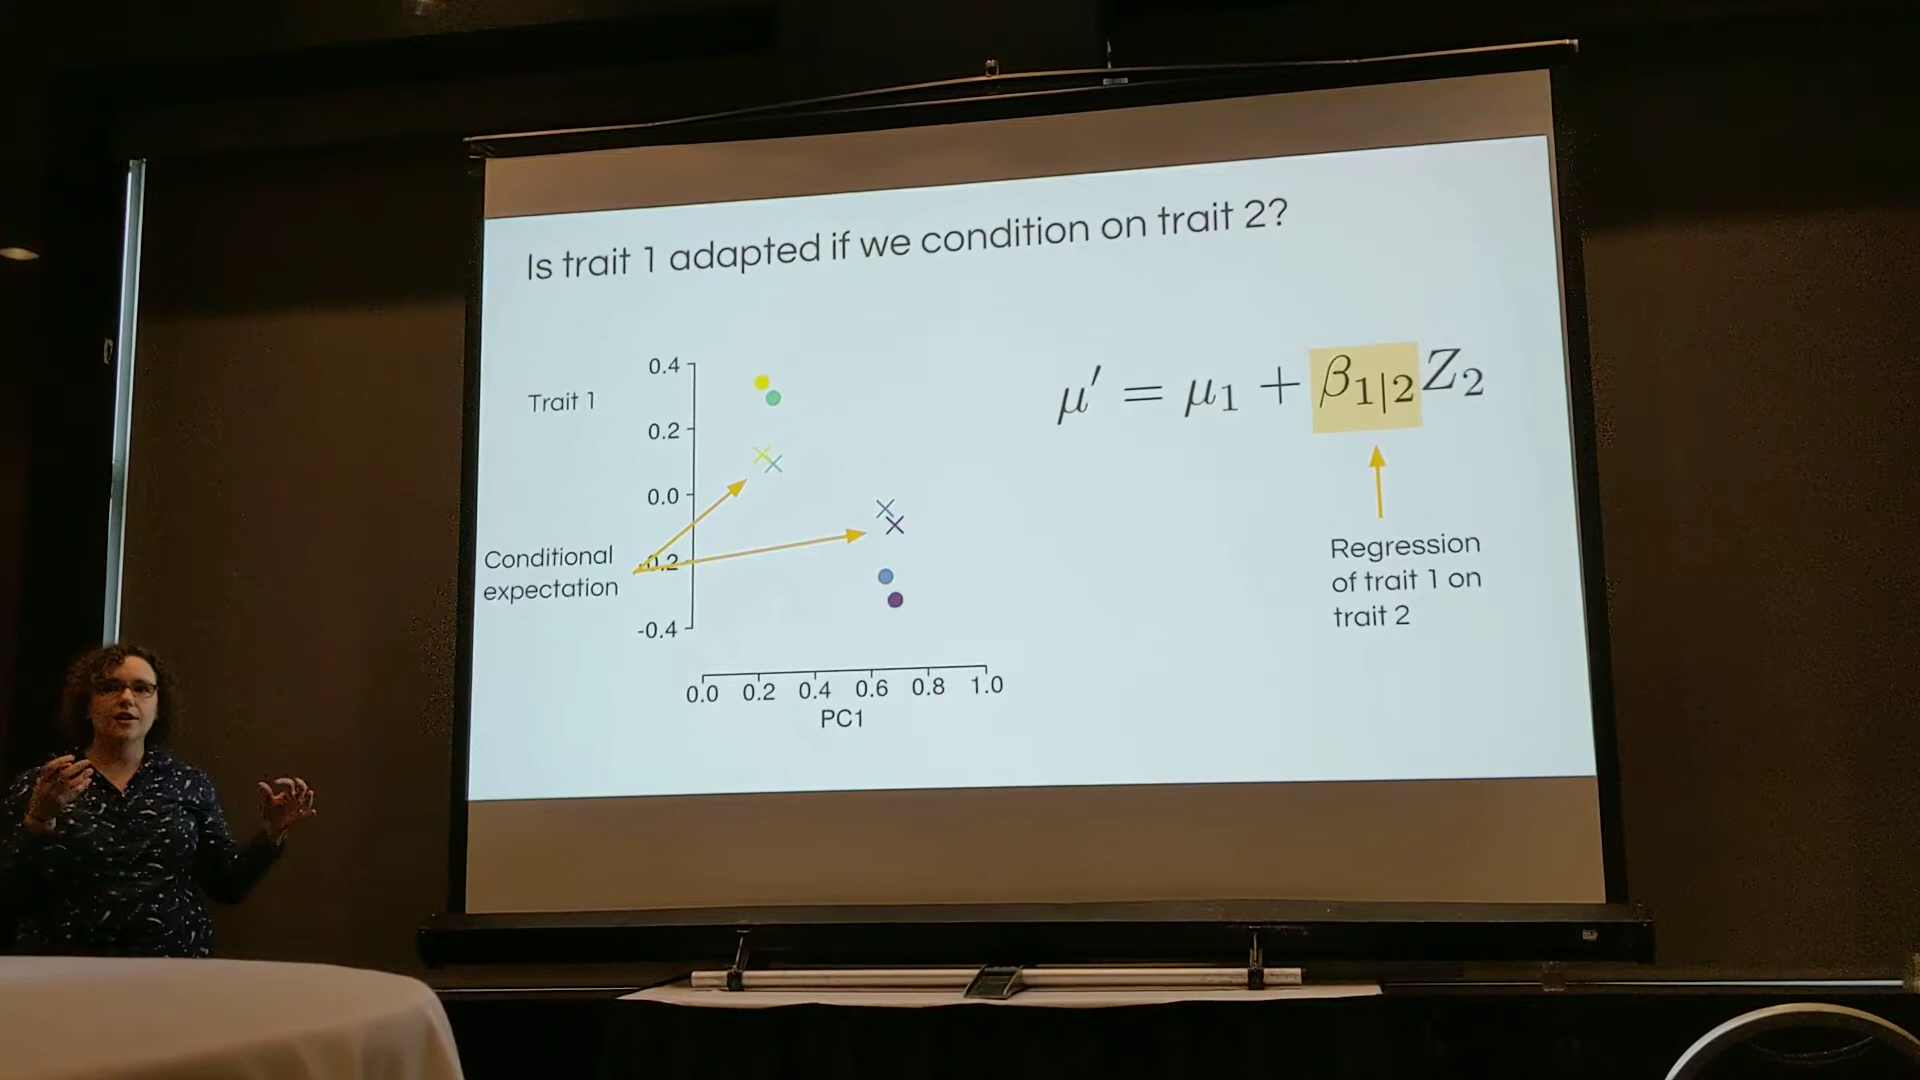 Is trait 1 adapted if we condition on trait 2?
Trait 1
0.4
0.2
0.0
-0.2
-0.4
Conditional
expectation
0.0 0.2 0.4 0.6 0.8 1.0
PC1
μ′ = μ₁ + β₁|₂Z₂
Regression
of trait 1 on
trait 2